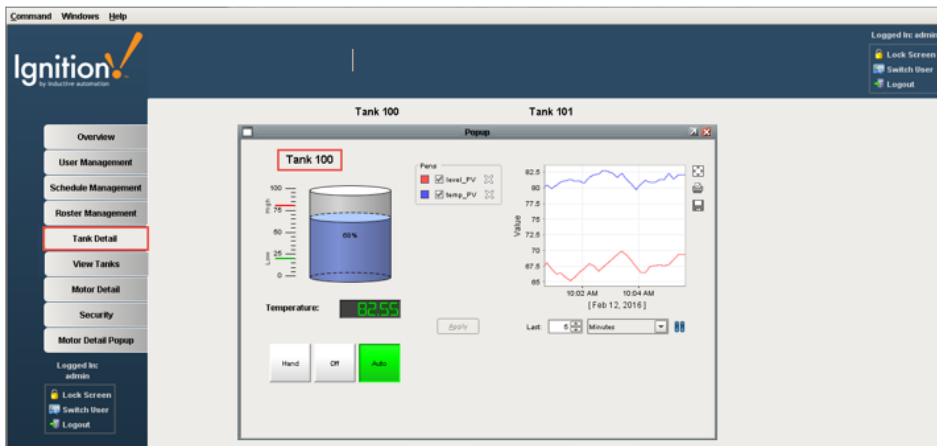 Command Windows Help
Logged In: admin
Lock Screen
Switch User
Logout
Ignition!
by inductive automation
Tank 100 Tank 101
Overview
User Management
Schedule Management
Roster Management
Tank Detail
View Tanks
Motor Detail
Security
Motor Detail Popup
Logged In:
admin
Lock Screen
Switch User
Logout
Popup
Tank 100
100
High
75
50
Low
25
0
68%
Temperature: 82.55
Hand Off Auto
Pens
level_PV
temp_PV
Apply
Value
82.5
80
77.5
75
72.5
70
67.5
65
10:02 AM 10:04 AM
[Feb 12, 2016]
Last: 5 Minutes